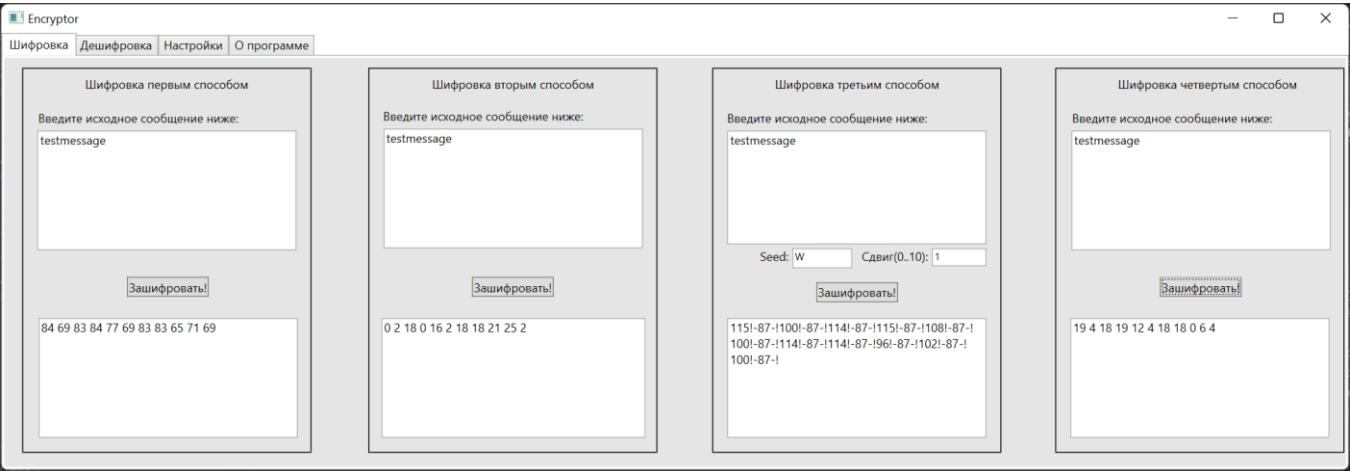 Encryptor
Шифровка Дешифровка Настройки О программе
Шифровка первым способом
Введите исходное сообщение ниже:
testmessage
Зашифровать!
84 69 83 84 77 69 83 83 65 71 69
Шифровка вторым способом
Введите исходное сообщение ниже:
testmessage
Зашифровать!
0 2 18 0 16 2 18 18 21 25 2
Шифровка третьим способом
Введите исходное сообщение ниже:
testmessage
Seed: W Сдвиг(0..10): 1
Зашифровать!
115!-87-!100!-87-!114!-87-!115!-87-!108!-87-!
100!-87-!114!-87-!114!-87-!96!-87-!102!-87-!
100!-87-!
Шифровка четвертым способом
Введите исходное сообщение ниже:
testmessage
Зашифровать!
19 4 18 19 12 4 18 18 0 6 4